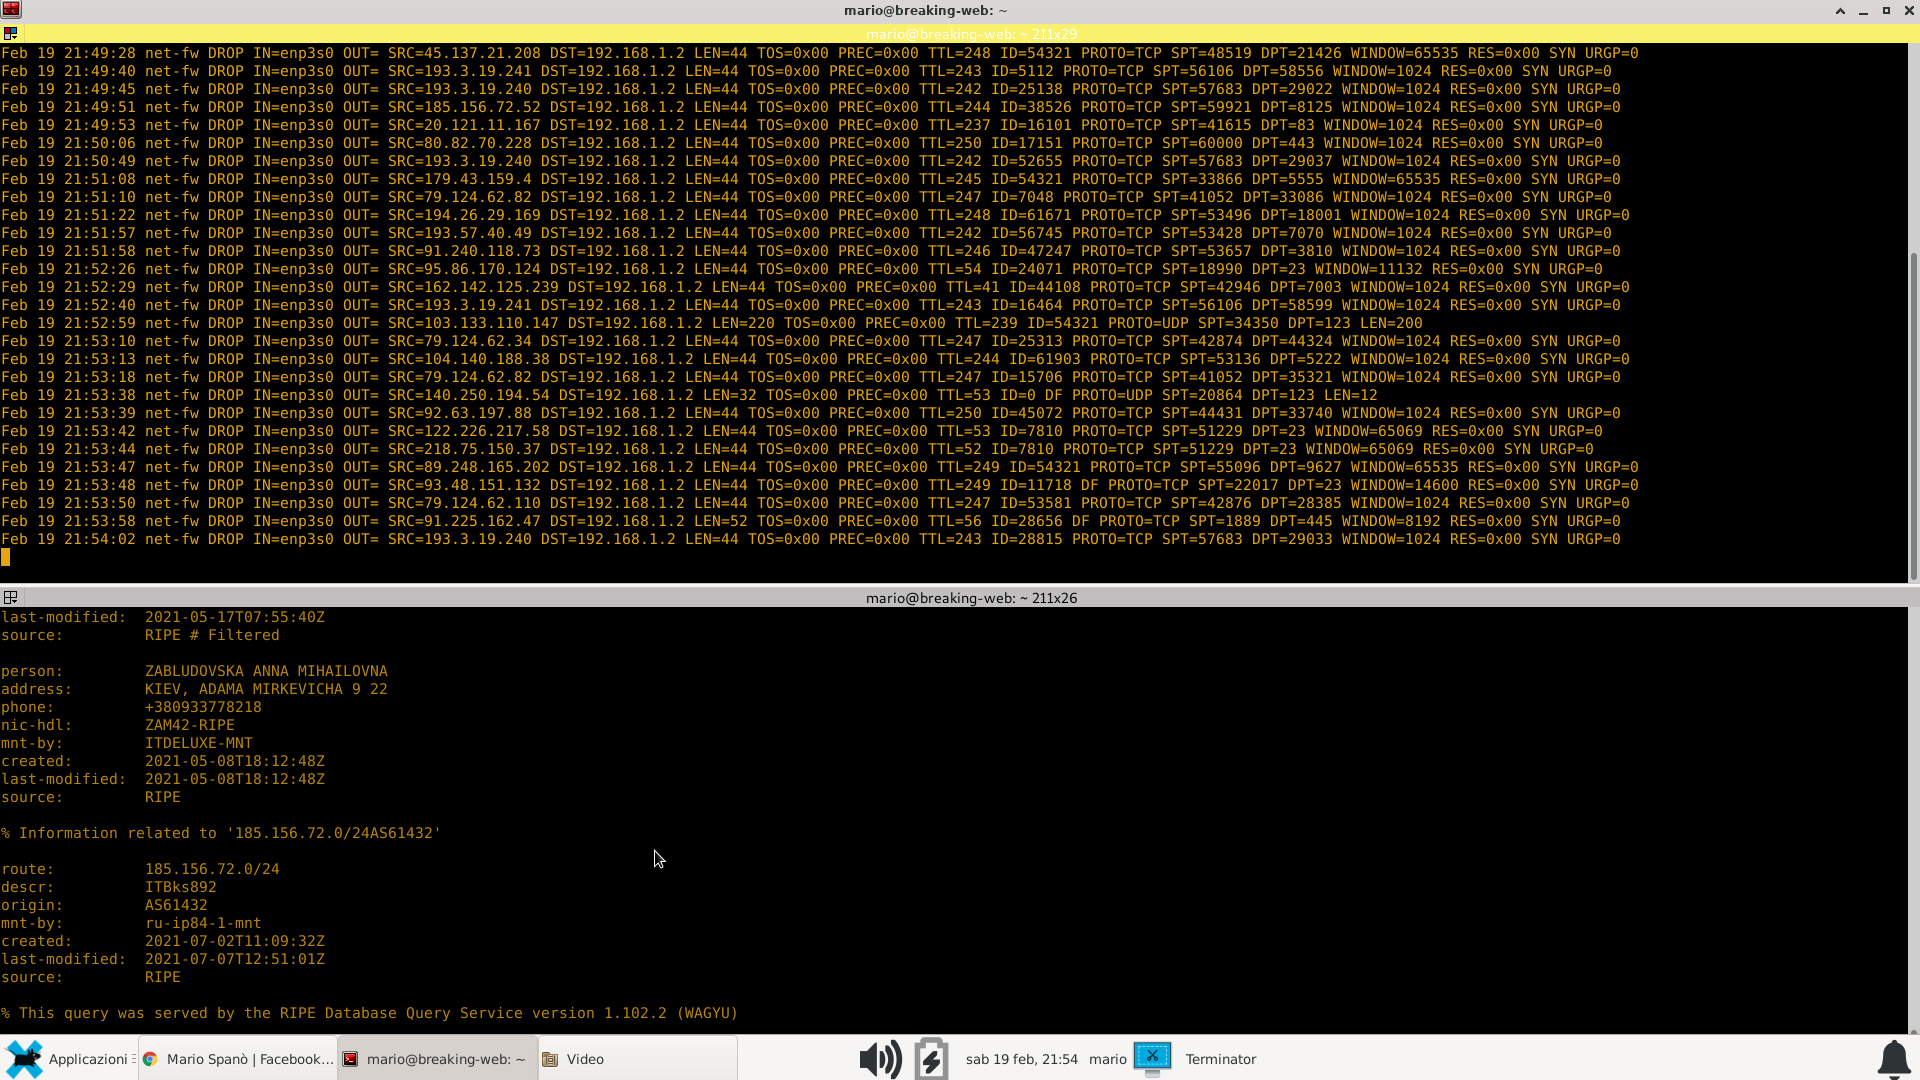 mario@breaking-web: ~
mario@breaking-web: ~ 211x29
Feb 19 21:49:28 net-fw DROP IN=enp3s0 OUT= SRC=45.137.21.208 DST=192.168.1.2 LEN=44 TOS=0x00 PREC=0x00 TTL=248 ID=54321 PROTO=TCP SPT=48519 DPT=21426 WINDOW=65535 RES=0x00 SYN URGP=0
Feb 19 21:49:40 net-fw DROP IN=enp3s0 OUT= SRC=193.3.19.241 DST=192.168.1.2 LEN=44 TOS=0x00 PREC=0x00 TTL=243 ID=5112 PROTO=TCP SPT=56106 DPT=58556 WINDOW=1024 RES=0x00 SYN URGP=0
Feb 19 21:49:45 net-fw DROP IN=enp3s0 OUT= SRC=193.3.19.240 DST=192.168.1.2 LEN=44 TOS=0x00 PREC=0x00 TTL=242 ID=25138 PROTO=TCP SPT=57683 DPT=29022 WINDOW=1024 RES=0x00 SYN URGP=0
Feb 19 21:49:51 net-fw DROP IN=enp3s0 OUT= SRC=185.156.72.52 DST=192.168.1.2 LEN=44 TOS=0x00 PREC=0x00 TTL=244 ID=38526 PROTO=TCP SPT=59921 DPT=8125 WINDOW=1024 RES=0x00 SYN URGP=0
Feb 19 21:49:53 net-fw DROP IN=enp3s0 OUT= SRC=20.121.11.167 DST=192.168.1.2 LEN=44 TOS=0x00 PREC=0x00 TTL=237 ID=16101 PROTO=TCP SPT=41615 DPT=83 WINDOW=1024 RES=0x00 SYN URGP=0
Feb 19 21:50:06 net-fw DROP IN=enp3s0 OUT= SRC=80.82.70.228 DST=192.168.1.2 LEN=44 TOS=0x00 PREC=0x00 TTL=250 ID=17151 PROTO=TCP SPT=60000 DPT=443 WINDOW=1024 RES=0x00 SYN URGP=0
Feb 19 21:50:49 net-fw DROP IN=enp3s0 OUT= SRC=193.3.19.240 DST=192.168.1.2 LEN=44 TOS=0x00 PREC=0x00 TTL=242 ID=52655 PROTO=TCP SPT=57683 DPT=29037 WINDOW=1024 RES=0x00 SYN URGP=0
Feb 19 21:51:08 net-fw DROP IN=enp3s0 OUT= SRC=179.43.159.4 DST=192.168.1.2 LEN=44 TOS=0x00 PREC=0x00 TTL=245 ID=54321 PROTO=TCP SPT=33866 DPT=5555 WINDOW=65535 RES=0x00 SYN URGP=0
Feb 19 21:51:10 net-fw DROP IN=enp3s0 OUT= SRC=79.124.62.82 DST=192.168.1.2 LEN=44 TOS=0x00 PREC=0x00 TTL=247 ID=7048 PROTO=TCP SPT=41052 DPT=33086 WINDOW=1024 RES=0x00 SYN URGP=0
Feb 19 21:51:22 net-fw DROP IN=enp3s0 OUT= SRC=194.26.29.169 DST=192.168.1.2 LEN=44 TOS=0x00 PREC=0x00 TTL=248 ID=61671 PROTO=TCP SPT=53496 DPT=18001 WINDOW=1024 RES=0x00 SYN URGP=0
Feb 19 21:51:57 net-fw DROP IN=enp3s0 OUT= SRC=193.57.40.49 DST=192.168.1.2 LEN=44 TOS=0x00 PREC=0x00 TTL=242 ID=56745 PROTO=TCP SPT=53428 DPT=7070 WINDOW=1024 RES=0x00 SYN URGP=0
Feb 19 21:51:58 net-fw DROP IN=enp3s0 OUT= SRC=91.240.118.73 DST=192.168.1.2 LEN=44 TOS=0x00 PREC=0x00 TTL=246 ID=47247 PROTO=TCP SPT=53657 DPT=3810 WINDOW=1024 RES=0x00 SYN URGP=0
Feb 19 21:52:26 net-fw DROP IN=enp3s0 OUT= SRC=95.86.170.124 DST=192.168.1.2 LEN=44 TOS=0x00 PREC=0x00 TTL=54 ID=24071 PROTO=TCP SPT=18990 DPT=23 WINDOW=11132 RES=0x00 SYN URGP=0
Feb 19 21:52:29 net-fw DROP IN=enp3s0 OUT= SRC=162.142.125.239 DST=192.168.1.2 LEN=44 TOS=0x00 PREC=0x00 TTL=41 ID=44108 PROTO=TCP SPT=42946 DPT=7003 WINDOW=1024 RES=0x00 SYN URGP=0
Feb 19 21:52:40 net-fw DROP IN=enp3s0 OUT= SRC=193.3.19.241 DST=192.168.1.2 LEN=44 TOS=0x00 PREC=0x00 TTL=243 ID=16464 PROTO=TCP SPT=56106 DPT=58599 WINDOW=1024 RES=0x00 SYN URGP=0
Feb 19 21:52:59 net-fw DROP IN=enp3s0 OUT= SRC=103.133.110.147 DST=192.168.1.2 LEN=220 TOS=0x00 PREC=0x00 TTL=239 ID=54321 PROTO=UDP SPT=34350 DPT=123 LEN=200
Feb 19 21:53:10 net-fw DROP IN=enp3s0 OUT= SRC=79.124.62.34 DST=192.168.1.2 LEN=44 TOS=0x00 PREC=0x00 TTL=247 ID=25313 PROTO=TCP SPT=42874 DPT=44324 WINDOW=1024 RES=0x00 SYN URGP=0
Feb 19 21:53:13 net-fw DROP IN=enp3s0 OUT= SRC=104.140.188.38 DST=192.168.1.2 LEN=44 TOS=0x00 PREC=0x00 TTL=244 ID=61903 PROTO=TCP SPT=53136 DPT=5222 WINDOW=1024 RES=0x00 SYN URGP=0
Feb 19 21:53:18 net-fw DROP IN=enp3s0 OUT= SRC=79.124.62.82 DST=192.168.1.2 LEN=44 TOS=0x00 PREC=0x00 TTL=247 ID=15706 PROTO=TCP SPT=41052 DPT=35321 WINDOW=1024 RES=0x00 SYN URGP=0
Feb 19 21:53:38 net-fw DROP IN=enp3s0 OUT= SRC=140.250.194.54 DST=192.168.1.2 LEN=32 TOS=0x00 PREC=0x00 TTL=53 ID=0 DF PROTO=UDP SPT=20864 DPT=123 LEN=12
Feb 19 21:53:39 net-fw DROP IN=enp3s0 OUT= SRC=92.63.197.88 DST=192.168.1.2 LEN=44 TOS=0x00 PREC=0x00 TTL=250 ID=45072 PROTO=TCP SPT=44431 DPT=33740 WINDOW=1024 RES=0x00 SYN URGP=0
Feb 19 21:53:42 net-fw DROP IN=enp3s0 OUT= SRC=122.226.217.58 DST=192.168.1.2 LEN=44 TOS=0x00 PREC=0x00 TTL=53 ID=7810 PROTO=TCP SPT=51229 DPT=23 WINDOW=65069 RES=0x00 SYN URGP=0
Feb 19 21:53:44 net-fw DROP IN=enp3s0 OUT= SRC=218.75.150.37 DST=192.168.1.2 LEN=44 TOS=0x00 PREC=0x00 TTL=52 ID=7810 PROTO=TCP SPT=51229 DPT=23 WINDOW=65069 RES=0x00 SYN URGP=0
Feb 19 21:53:47 net-fw DROP IN=enp3s0 OUT= SRC=89.248.165.202 DST=192.168.1.2 LEN=44 TOS=0x00 PREC=0x00 TTL=249 ID=54321 PROTO=TCP SPT=55096 DPT=9627 WINDOW=65535 RES=0x00 SYN URGP=0
Feb 19 21:53:48 net-fw DROP IN=enp3s0 OUT= SRC=93.48.151.132 DST=192.168.1.2 LEN=44 TOS=0x00 PREC=0x00 TTL=249 ID=11718 DF PROTO=TCP SPT=22017 DPT=23 WINDOW=14600 RES=0x00 SYN URGP=0
Feb 19 21:53:50 net-fw DROP IN=enp3s0 OUT= SRC=79.124.62.110 DST=192.168.1.2 LEN=44 TOS=0x00 PREC=0x00 TTL=247 ID=53581 PROTO=TCP SPT=42876 DPT=28385 WINDOW=1024 RES=0x00 SYN URGP=0
Feb 19 21:53:58 net-fw DROP IN=enp3s0 OUT= SRC=91.225.162.47 DST=192.168.1.2 LEN=52 TOS=0x00 PREC=0x00 TTL=56 ID=28656 DF PROTO=TCP SPT=1889 DPT=445 WINDOW=8192 RES=0x00 SYN URGP=0
Feb 19 21:54:02 net-fw DROP IN=enp3s0 OUT= SRC=193.3.19.240 DST=192.168.1.2 LEN=44 TOS=0x00 PREC=0x00 TTL=243 ID=28815 PROTO=TCP SPT=57683 DPT=29033 WINDOW=1024 RES=0x00 SYN URGP=0
mario@breaking-web: ~ 211x26
last-modified: 2021-05-17T07:55:40Z
source: RIPE # Filtered
person: ZABLUDOVSKA ANNA MIHAILOVNA
address: KIEV, ADAMA MIRKEVICHA 9 22
phone: +380933778218
nic-hdl: ZAM42-RIPE
mnt-by: ITDELUXE-MNT
created: 2021-05-08T18:12:48Z
last-modified: 2021-05-08T18:12:48Z
source: RIPE
% Information related to '185.156.72.0/24AS61432'
route: 185.156.72.0/24
descr: ITBks892
origin: AS61432
mnt-by: ru-ip84-1-mnt
created: 2021-07-02T11:09:32Z
last-modified: 2021-07-07T12:51:01Z
source: RIPE
% This query was served by the RIPE Database Query Service version 1.102.2 (WAGYU)
Applicazioni Mario Spanò | Facebook... mario@breaking-web: ~ Video sab 19 feb, 21:54 mario Terminator